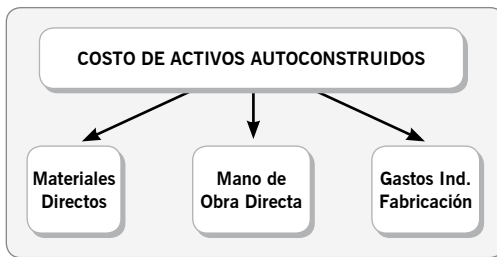 COSTO DE ACTIVOS AUTOCONSTRUIDOS
Materiales
Directos
Mano de
Obra Directa
Gastos Ind.
Fabricación